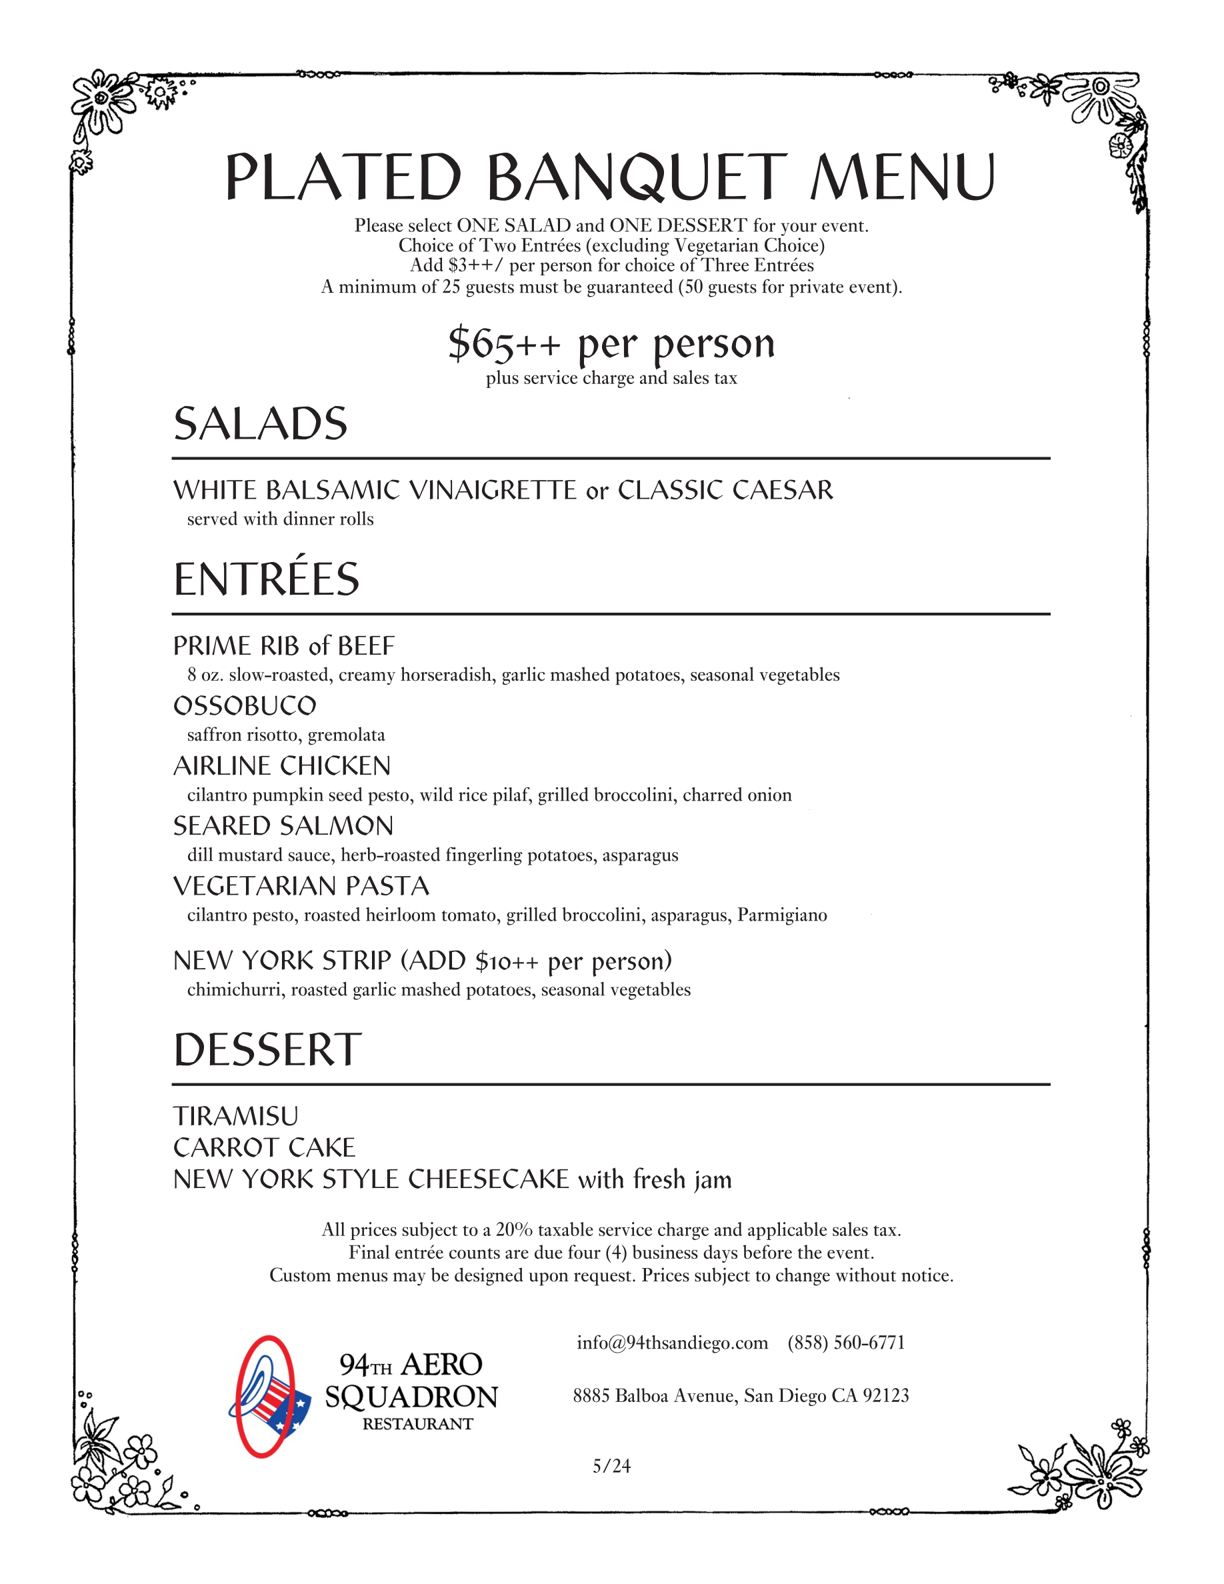 PLATED BANQUET MENU
Please select ONE SALAD and ONE DESSERT for your event.
Choice of Two Entrées (excluding Vegetarian Choice)
Add $3++/ per person for choice of Three Entrées
A minimum of 25 guests must be guaranteed (50 guests for private event).
$65++ per person
plus service charge and sales tax
SALADS
WHITE BALSAMIC VINAIGRETTE or CLASSIC CAESAR
served with dinner rolls
ENTRÉES
PRIME RIB of BEEF
8 oz. slow-roasted, creamy horseradish, garlic mashed potatoes, seasonal vegetables
OSSOBUCO
saffron risotto, gremolata
AIRLINE CHICKEN
cilantro pumpkin seed pesto, wild rice pilaf, grilled broccolini, charred onion
SEARED SALMON
dill mustard sauce, herb-roasted fingerling potatoes, asparagus
VEGETARIAN PASTA
cilantro pesto, roasted heirloom tomato, grilled broccolini, asparagus, Parmigiano
NEW YORK STRIP (ADD $10++ per person)
chimichurri, roasted garlic mashed potatoes, seasonal vegetables
DESSERT
TIRAMISU
CARROT CAKE
NEW YORK STYLE CHEESECAKE with fresh jam
All prices subject to a 20% taxable service charge and applicable sales tax.
Final entrée counts are due four (4) business days before the event.
Custom menus may be designed upon request. Prices subject to change without notice.
94TH AERO
SQUADRON
RESTAURANT
info@94thsandiego.com (858) 560-6771
8885 Balboa Avenue, San Diego CA 92123
5/24